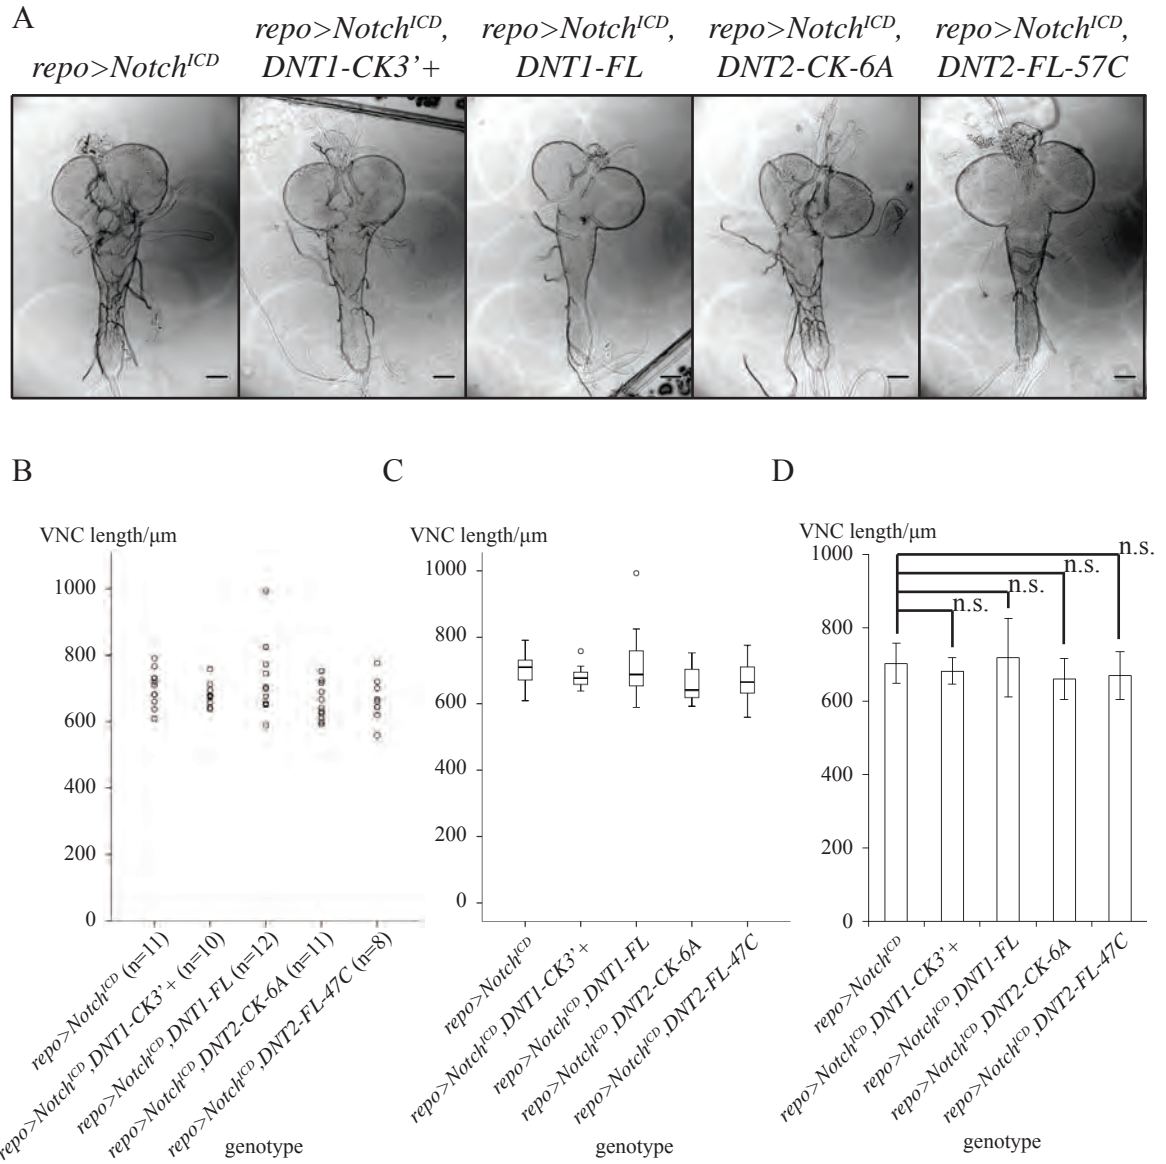 A
repo>Notch^ICD
repo>Notch^ICD,
DNT1-CK3’+
repo>Notch^ICD,
DNT1-FL
repo>Notch^ICD,
DNT2-CK-6A
repo>Notch^ICD,
DNT2-FL-57C
B
VNC length/μm
1000
800
600
400
200
0
repo>Notch^ICD (n=11)
repo>Notch^ICD,DNT1-CK3’+ (n=10)
repo>Notch^ICD,DNT1-FL (n=12)
repo>Notch^ICD,DNT2-CK-6A (n=11)
repo>Notch^ICD,DNT2-FL-47C (n=8)
genotype
C
VNC length/μm
1000
800
600
400
200
0
repo>Notch^ICD
repo>Notch^ICD,DNT1-CK3’+
repo>Notch^ICD,DNT1-FL
repo>Notch^ICD,DNT2-CK-6A
repo>Notch^ICD,DNT2-FL-47C
genotype
D
VNC length/μm
1000
800
600
400
200
0
n.s.
n.s.
n.s.
n.s.
repo>Notch^ICD
repo>Notch^ICD,DNT1-CK3’+
repo>Notch^ICD,DNT1-FL
repo>Notch^ICD,DNT2-CK-6A
repo>Notch^ICD,DNT2-FL-47C
genotype